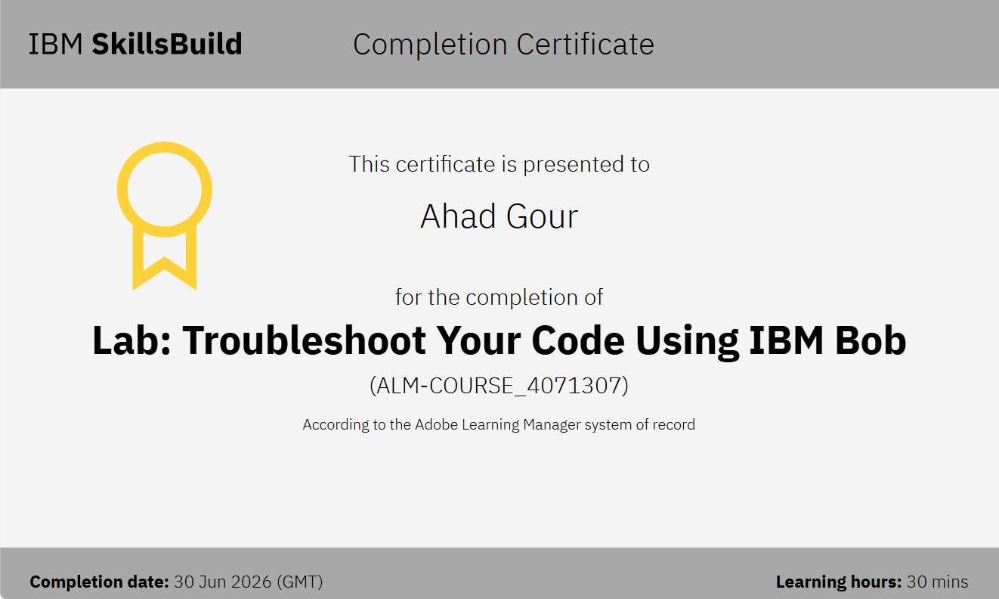 IBM SkillsBuild
Completion Certificate
This certificate is presented to
Ahad Gour
for the completion of
Lab: Troubleshoot Your Code Using IBM Bob
(ALM-COURSE_4071307)
According to the Adobe Learning Manager system of record
Completion date: 30 Jun 2026 (GMT)
Learning hours: 30 mins